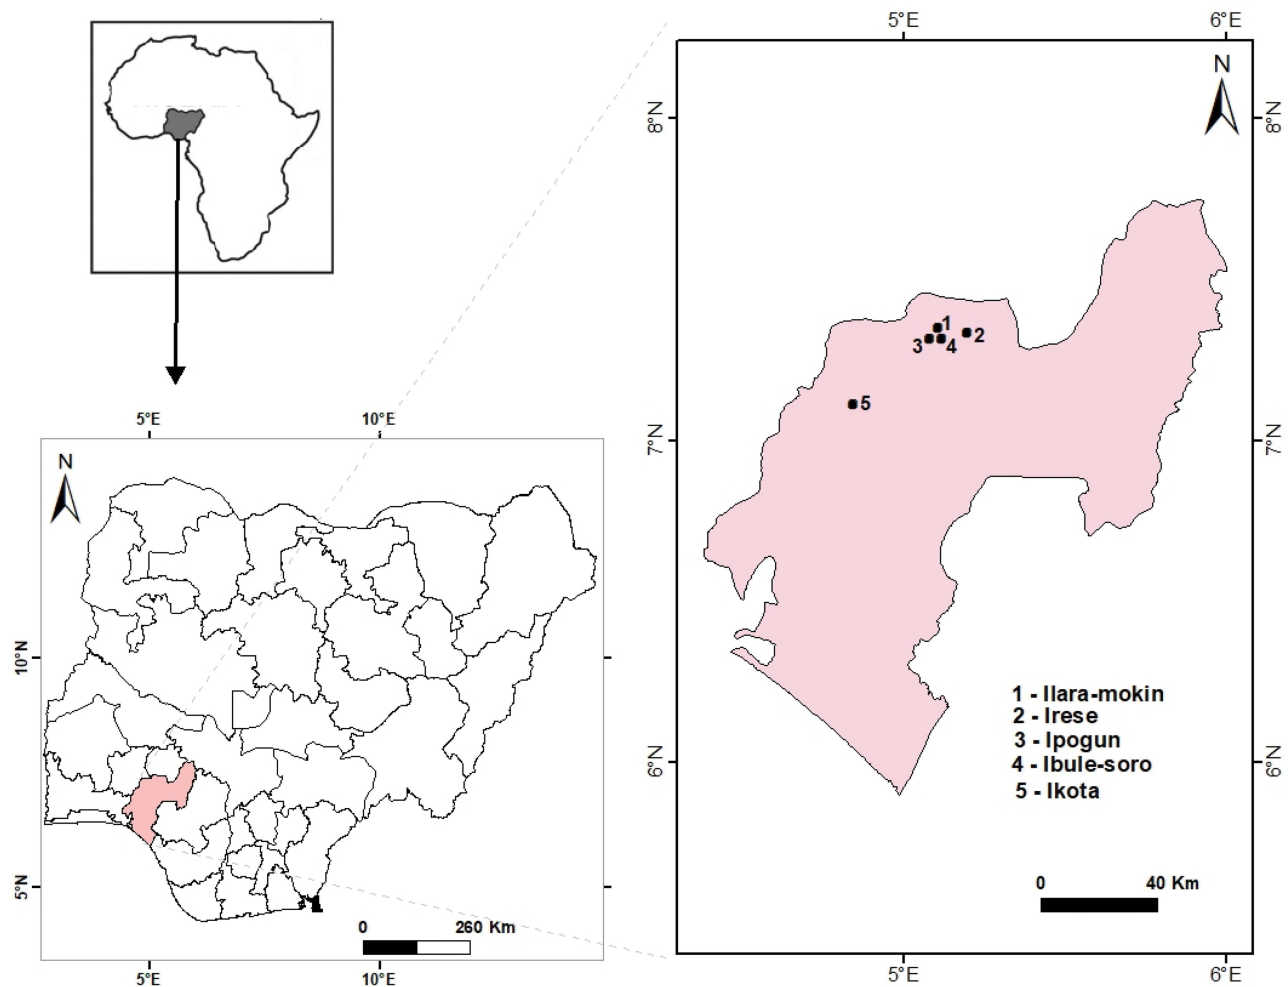 5°E 6°E
N
8°N 8°N
1
2
3 4
5
7°N 7°N
6°N 6°N
1 - Ilara-mokin
2 - Irese
3 - Ipogun
4 - Ibule-soro
5 - Ikota
0 40 Km
5°E 6°E
5°E 10°E
N
10°N
5°N
0 260 Km
5°E 10°E